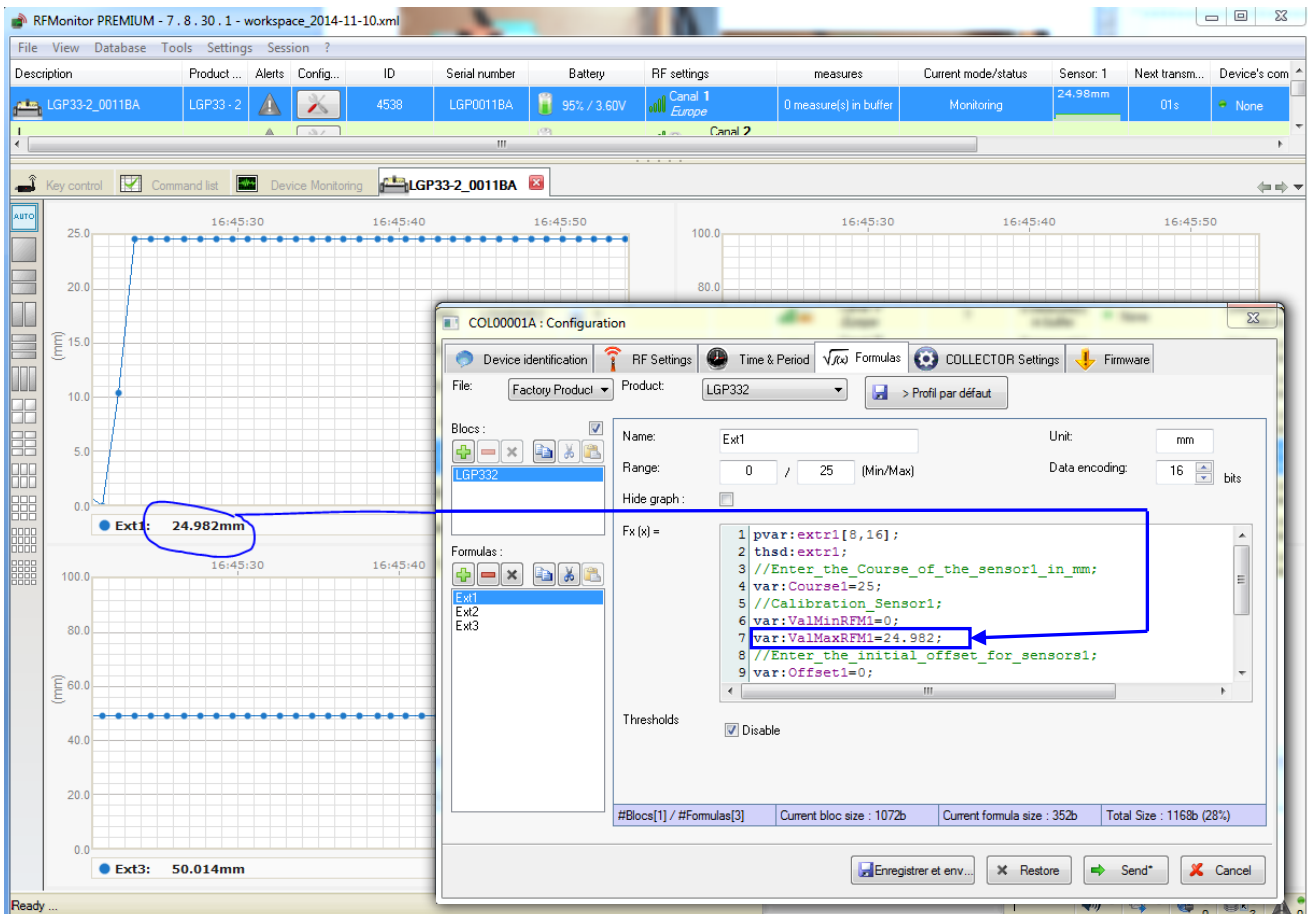 RFMonitor PREMIUM - 7 . 8 . 30 . 1 - workspace_2014-11-10.xml
File View Database Tools Settings Session ?
Description Product ... Alerts Config... ID Serial number Battery RF settings measures Current mode/status Sensor: 1 Next transm... Device's com
LGP33-2_0011BA LGP33 - 2 4538 LGP0011BA 95% / 3.60V Canal 1 Europe 0 measure(s) in buffer Monitoring 24.98mm 01s None
Canal 2
Key control Command list Device Monitoring LGP33-2_0011BA
AUTO
16:45:30 16:45:40 16:45:50
25.0
20.0
(mm)
15.0
10.0
5.0
0.0
Ext1: 24.982mm
16:45:30 16:45:40 16:45:50
100.0
80.0
16:45:30 16:45:40
100.0
80.0
(mm)
60.0
40.0
20.0
0.0
Ext3: 50.014mm
COL00001A : Configuration
Device identification RF Settings Time & Period √f(x) Formulas COLLECTOR Settings Firmware
File: Factory Product Product: LGP332 > Profil par défaut
Blocs :
LGP332
Formulas :
Ext1
Ext2
Ext3
Name: Ext1 Unit: mm
Range: 0 / 25 (Min/Max) Data encoding: 16 bits
Hide graph :
Fx (x) =
1 pvar:extr1[8,16];
2 thsd:extr1;
3 //Enter_the_Course_of_the_sensor1_in_mm;
4 var:Course1=25;
5 //Calibration_Sensor1;
6 var:ValMinRFM1=0;
7 var:ValMaxRFM1=24.982;
8 //Enter_the_initial_offset_for_sensors1;
9 var:Offset1=0;
Thresholds Disable
#Blocs[1] / #Formulas[3] Current bloc size : 1072b Current formula size : 352b Total Size : 1168b (28%)
Enregistrer et env... Restore Send* Cancel
Ready ...